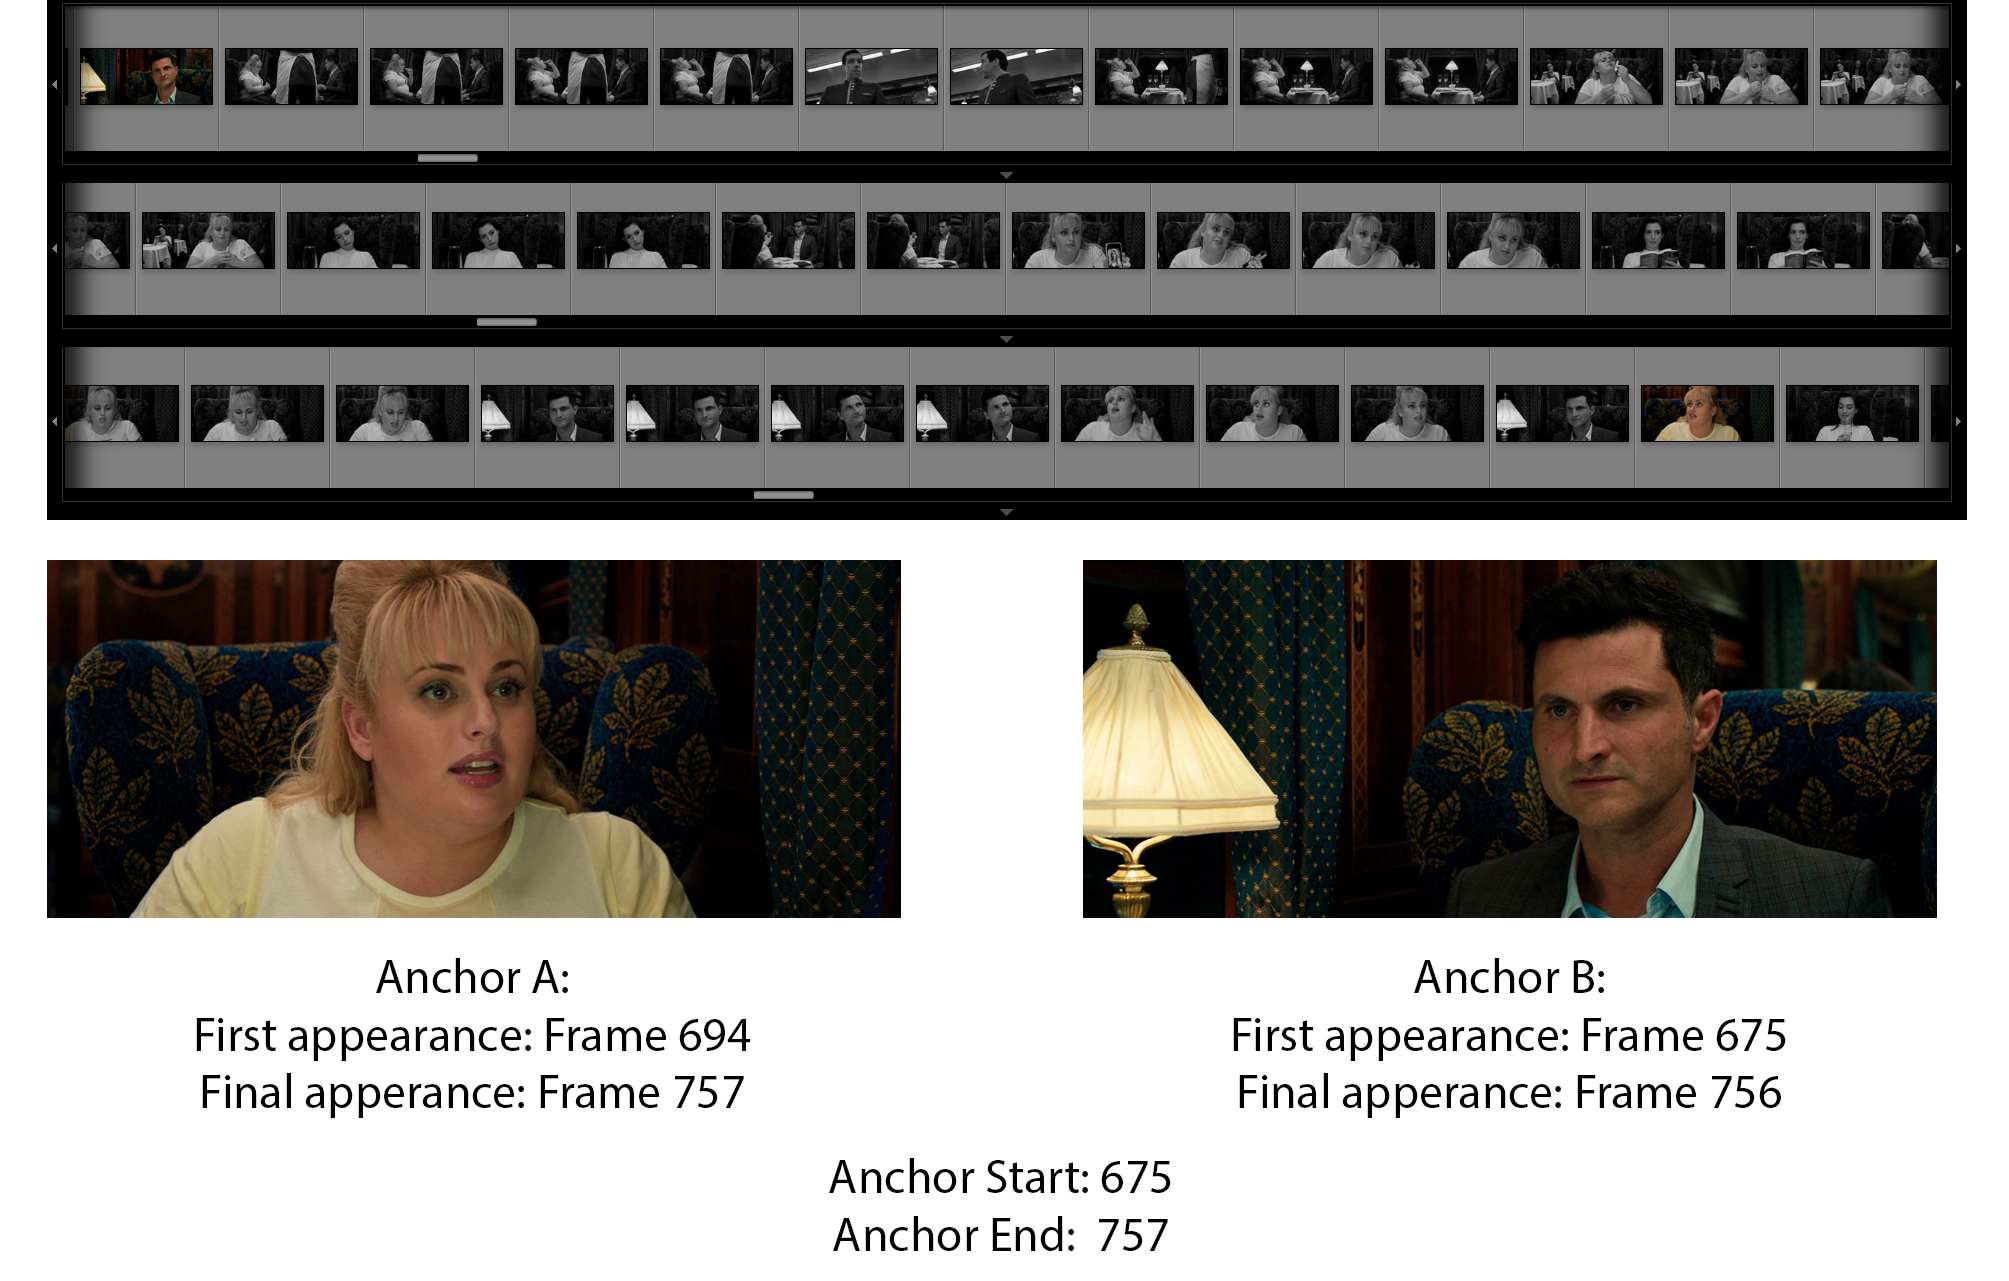 Anchor A:
First appearance: Frame 694
Final apperance: Frame 757
Anchor B:
First appearance: Frame 675
Final apperance: Frame 756
Anchor Start: 675
Anchor End: 757